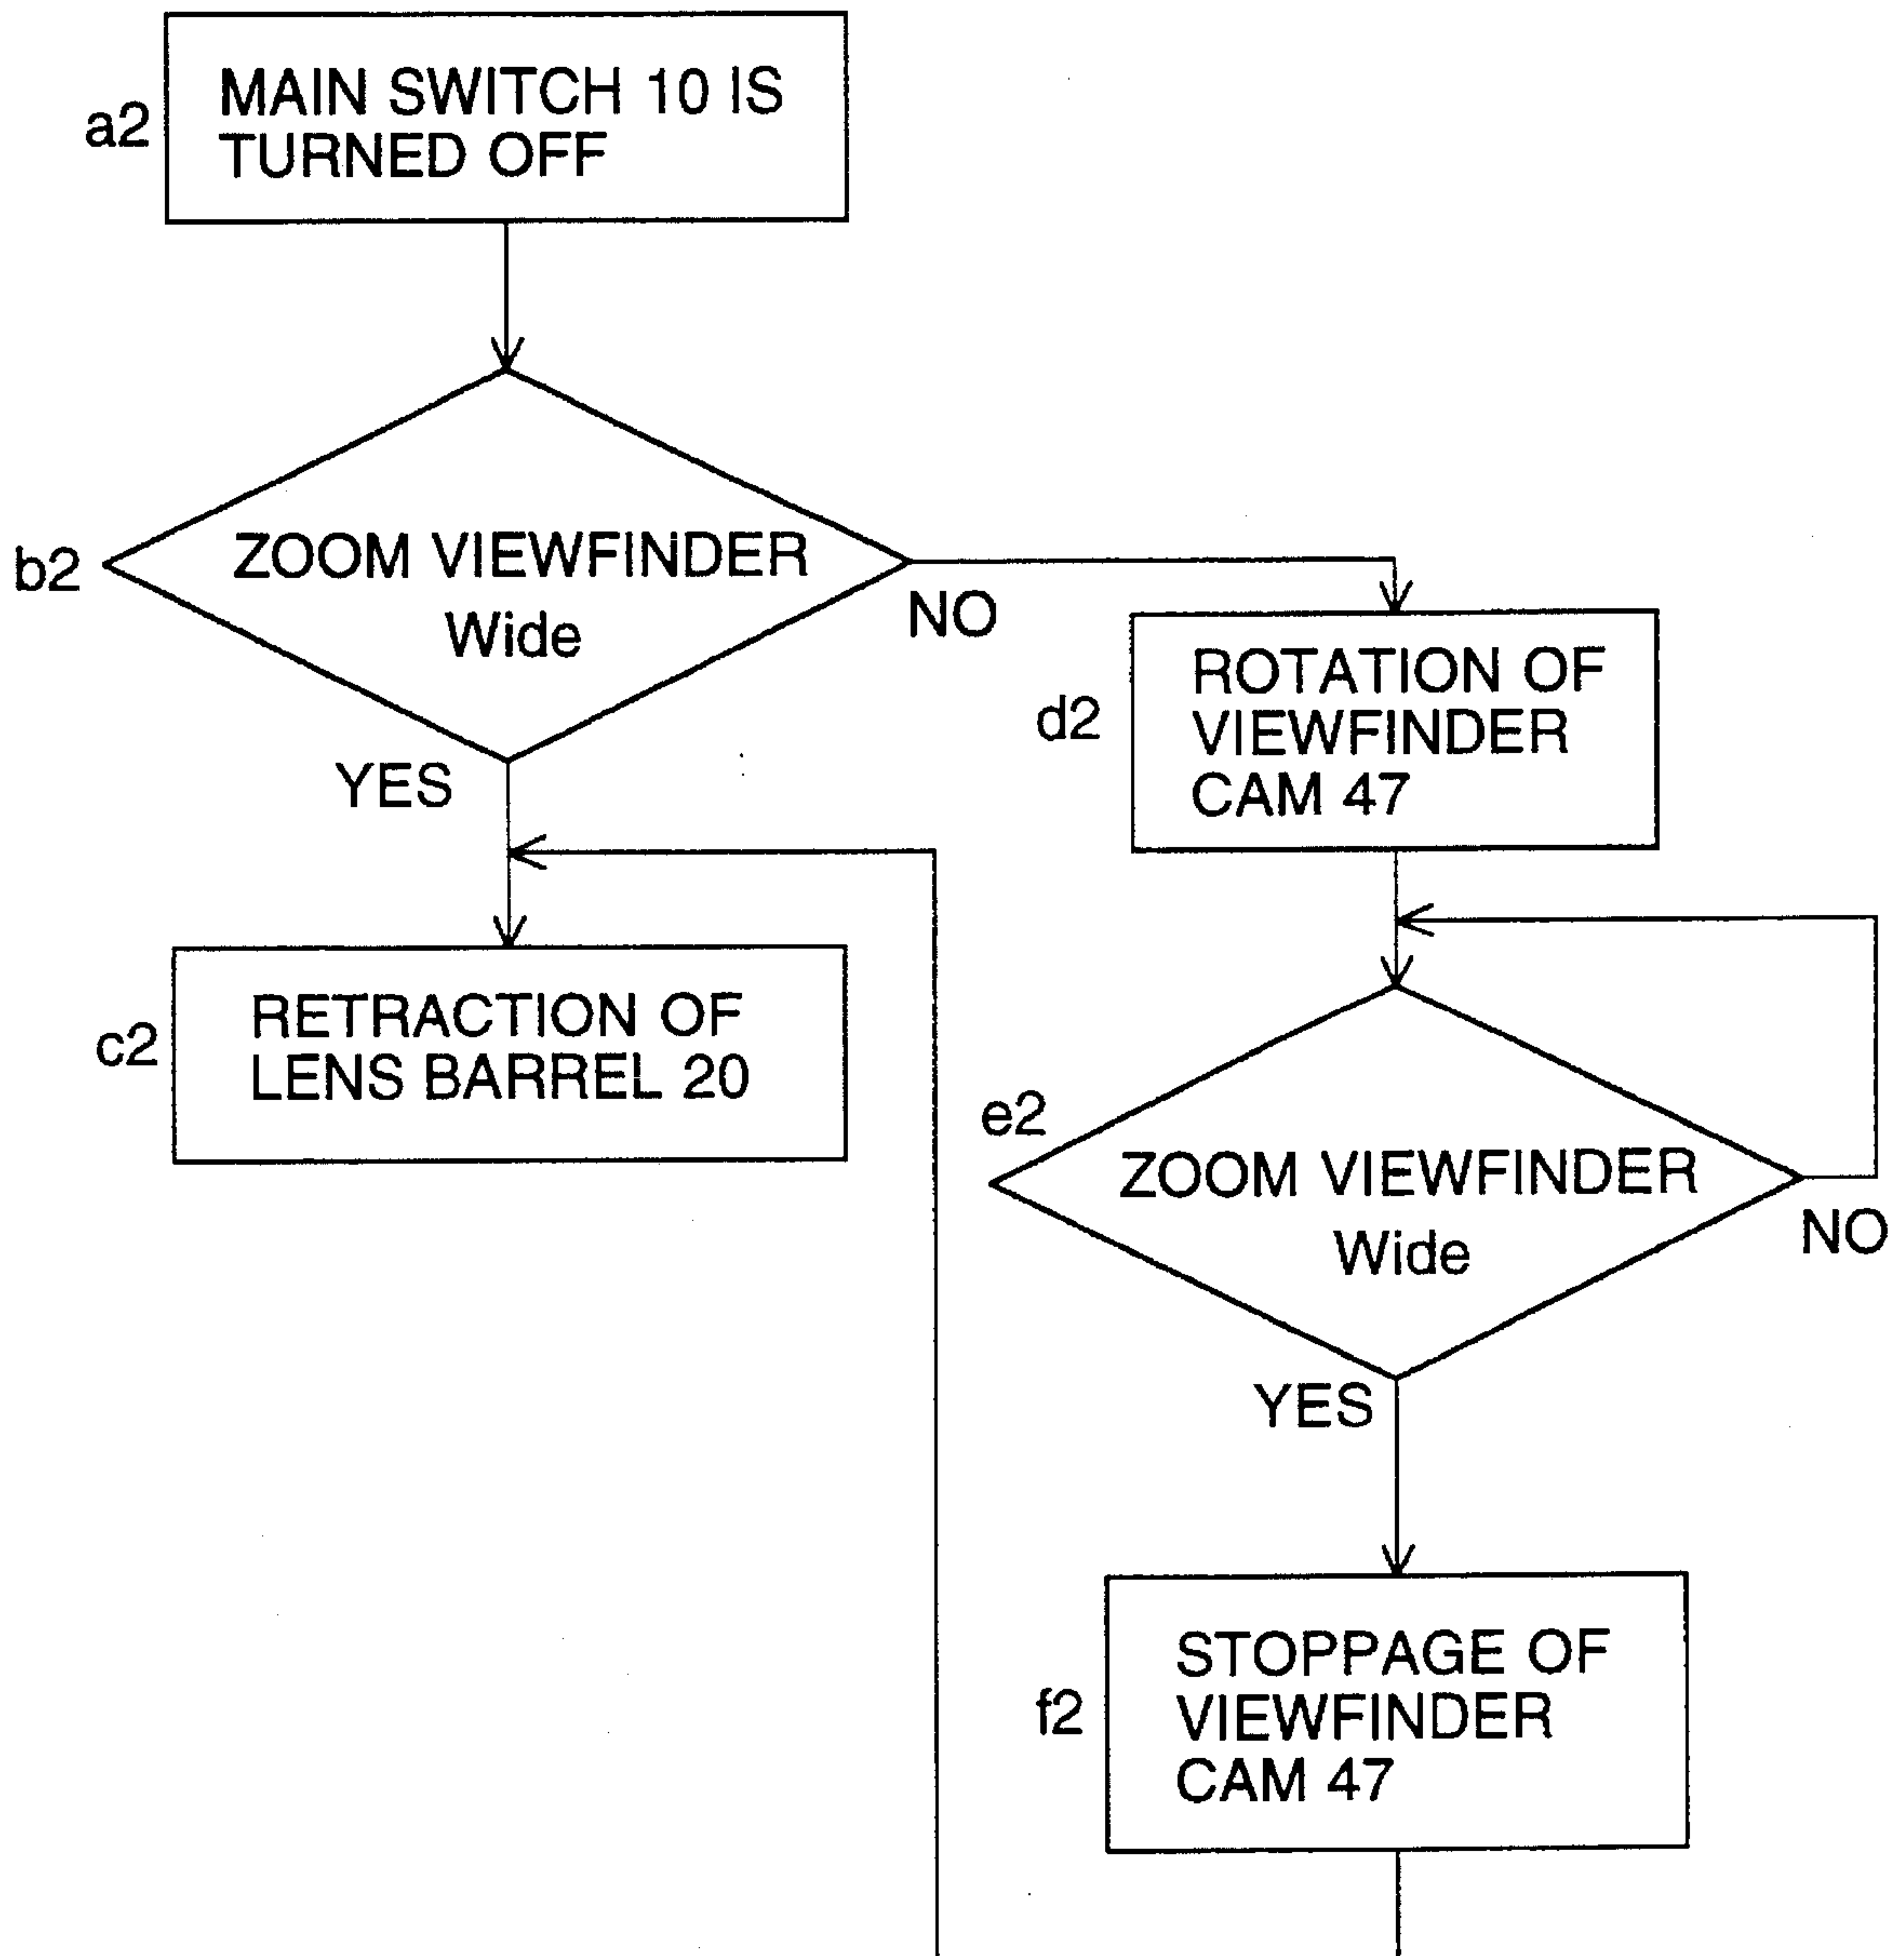 a2
MAIN SWITCH 10 IS
TURNED OFF
b2
ZOOM VIEWFINDER
Wide
NO
YES
d2
ROTATION OF
VIEWFINDER
CAM 47
c2
RETRACTION OF
LENS BARREL 20
e2
ZOOM VIEWFINDER
Wide
NO
YES
f2
STOPPAGE OF
VIEWFINDER
CAM 47